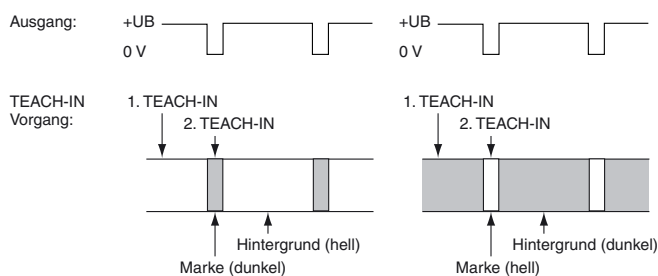 Ausgang: +UB +UB
0 V 0 V
TEACH-IN 1. TEACH-IN 1. TEACH-IN
Vorgang: 2. TEACH-IN 2. TEACH-IN
Hintergrund (hell) Hintergrund (dunkel)
Marke (dunkel) Marke (hell)